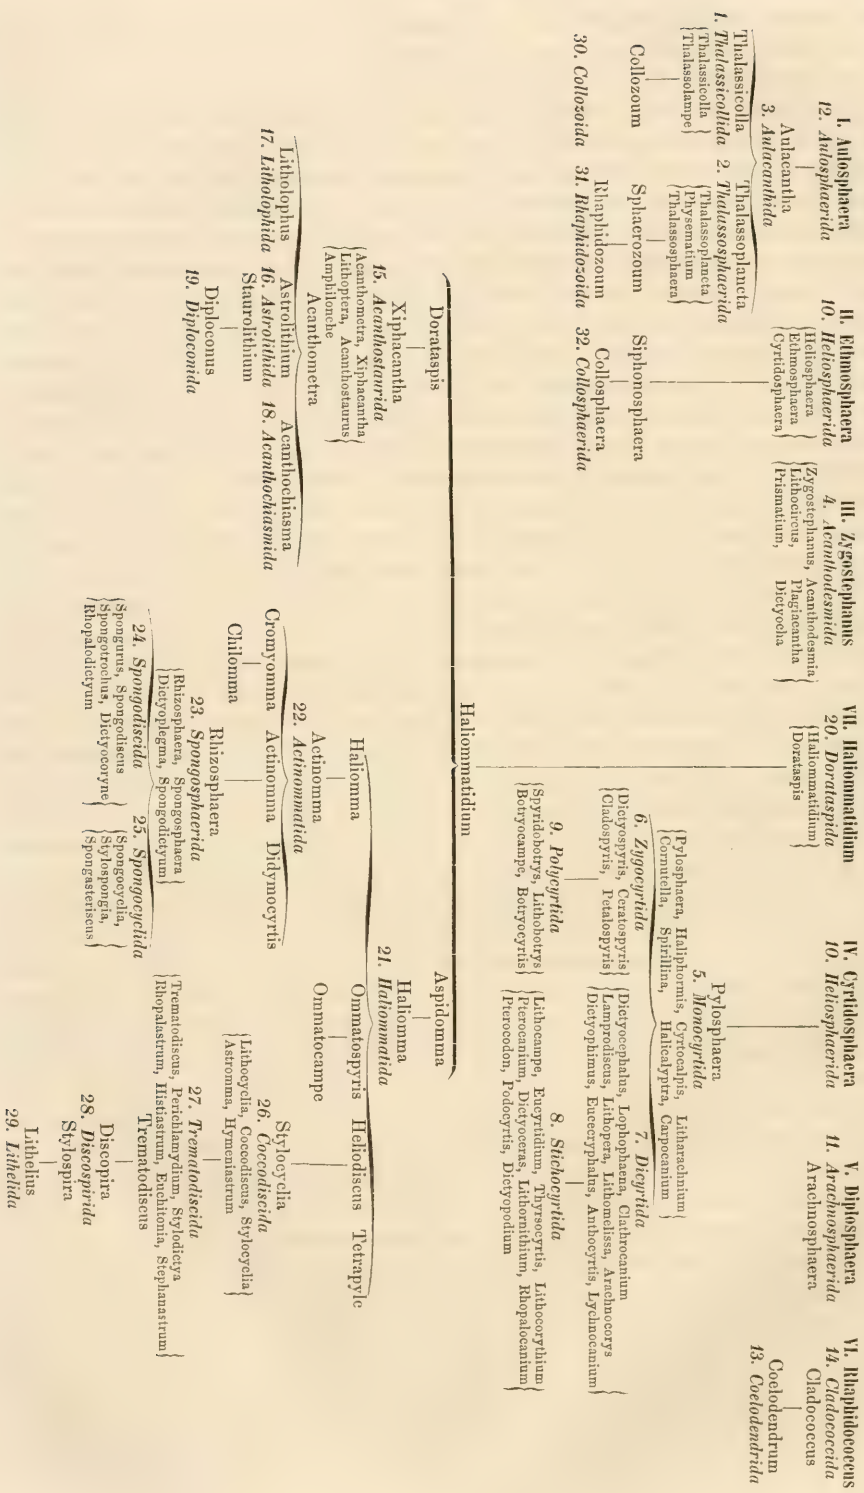 I. Aulosphaera
12. Aulosphaerida
Aulacantha
3. Aulacanthida
Thalassicolla
1. Thalassicollida
Thalassicolla
Thalassolampe
Collozoum
30. Collozoida
Thalassoplancta
2. Thalassosphaerida
Thalassoplancta
Physematium
Thalassosphaera
Sphaerozoum
Rhaphidozoum
31. Rhaphidozoida
II. Ethmosphaera
10. Heliosphaerida
Heliosphaera
Ethmosphaera
Cyrtidosphaera
Siphonosphaera
Collosphaera
32. Collosphaerida
III. Zygostephanus
4. Acanthodesmida
Zygostephanus, Acanthodesmia
Lithocircus, Plagiacantha
Prismatium, Dictyocha
VII. Haliommatidium
20. Dorataspida
Haliommatidium
Dorataspis
IV. Cyrtidosphaera
10. Heliosphaerida
Pylosphaera
5. Monocyrtida
Pylosphaera, Haliphormis, Cyrtocalpis, Litharachnium
Cornutella, Spirillina, Halicalyptra, Carpocanium
6. Zygocyrtida
Dictyospyris, Ceratospyris
Cladospyris, Petalospyris
9. Polycyrtida
Spyridobotrys, Lithobotrys
Botryocampe, Botryocyrtis
7. Dicyrtida
Dictyocephalus, Lophophaena, Clathrocanium
Lamprodiscus, Lithopera, Lithomelissa, Arachnocorys
Dictyophimus, Eucecryphalus, Anthocyrtis, Lychnocanium
8. Stichocyrtida
Lithocampe, Eucyrtidium, Thyrsocyrtis, Lithocorythium
Pterocanium, Dictyoceras, Lithornithium, Rhopalocanium
Pterocodon, Podocyrtis, Dictyopodium
V. Diplosphaera
11. Arachnosphaerida
Arachnosphaera
VI. Rhaphidococcus
14. Cladococcida
Cladococcus
Coelodendrum
13. Coelodendrida
Haliommatidium
Dorataspis
Xiphacantha
15. Acanthostaurida
Acanthometra, Xiphacantha
Lithoptera, Acanthostaurus
Amphilonche
Acanthometra
Litholophus
17. Litholophida
Astrolithium
16. Astrolithida
Staurolithium
Diploconus
19. Diploconida
Acanthochiasma
18. Acanthochiasmida
Aspidomma
Haliomma
21. Haliommatida
Haliomma
Actinomma
22. Actinommatida
Cromyomma Actinomma Didymocyrtis
Chilomma
Rhizosphaera
23. Spongosphaerida
Rhizosphaera, Spongosphaera
Dictyoplegma, Spongodictyum
24. Spongodiscida
Spongurus, Spongodiscus
Spongotrochus, Dictyocoryne
Rhopalodictyum
25. Spongocyclida
Spongocyclia,
Stylospongia,
Spongasteriscus
Ommatospyris
Ommatocampe
Heliodiscus
Stylocyclia
26. Coccodiscida
Lithocyclia, Coccodiscus, Stylocyclia
Astromma, Hymeniastrum
27. Trematodiscida
Trematodiscus, Perichlamydium, Stylodictya
Rhopalastrum, Histiastrum, Euchitonia, Stephanastrum
Trematodiscus
Discopira
28. Discospirida
Stylospira
Lithelius
29. Lithelida
Tetrapyle